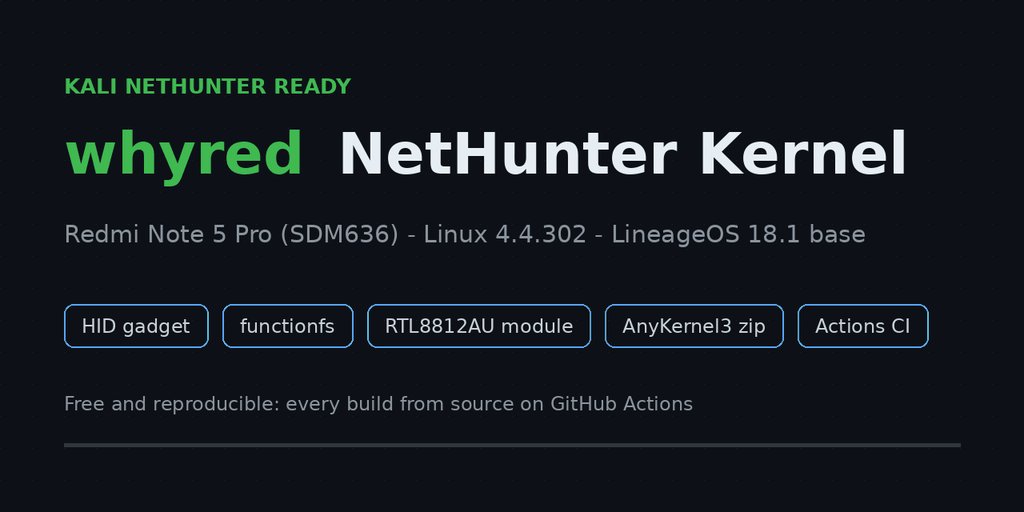 KALI NETHUNTER READY
whyred NetHunter Kernel
Redmi Note 5 Pro (SDM636) - Linux 4.4.302 - LineageOS 18.1 base
HID gadget functionfs RTL8812AU module AnyKernel3 zip Actions CI
Free and reproducible: every build from source on GitHub Actions